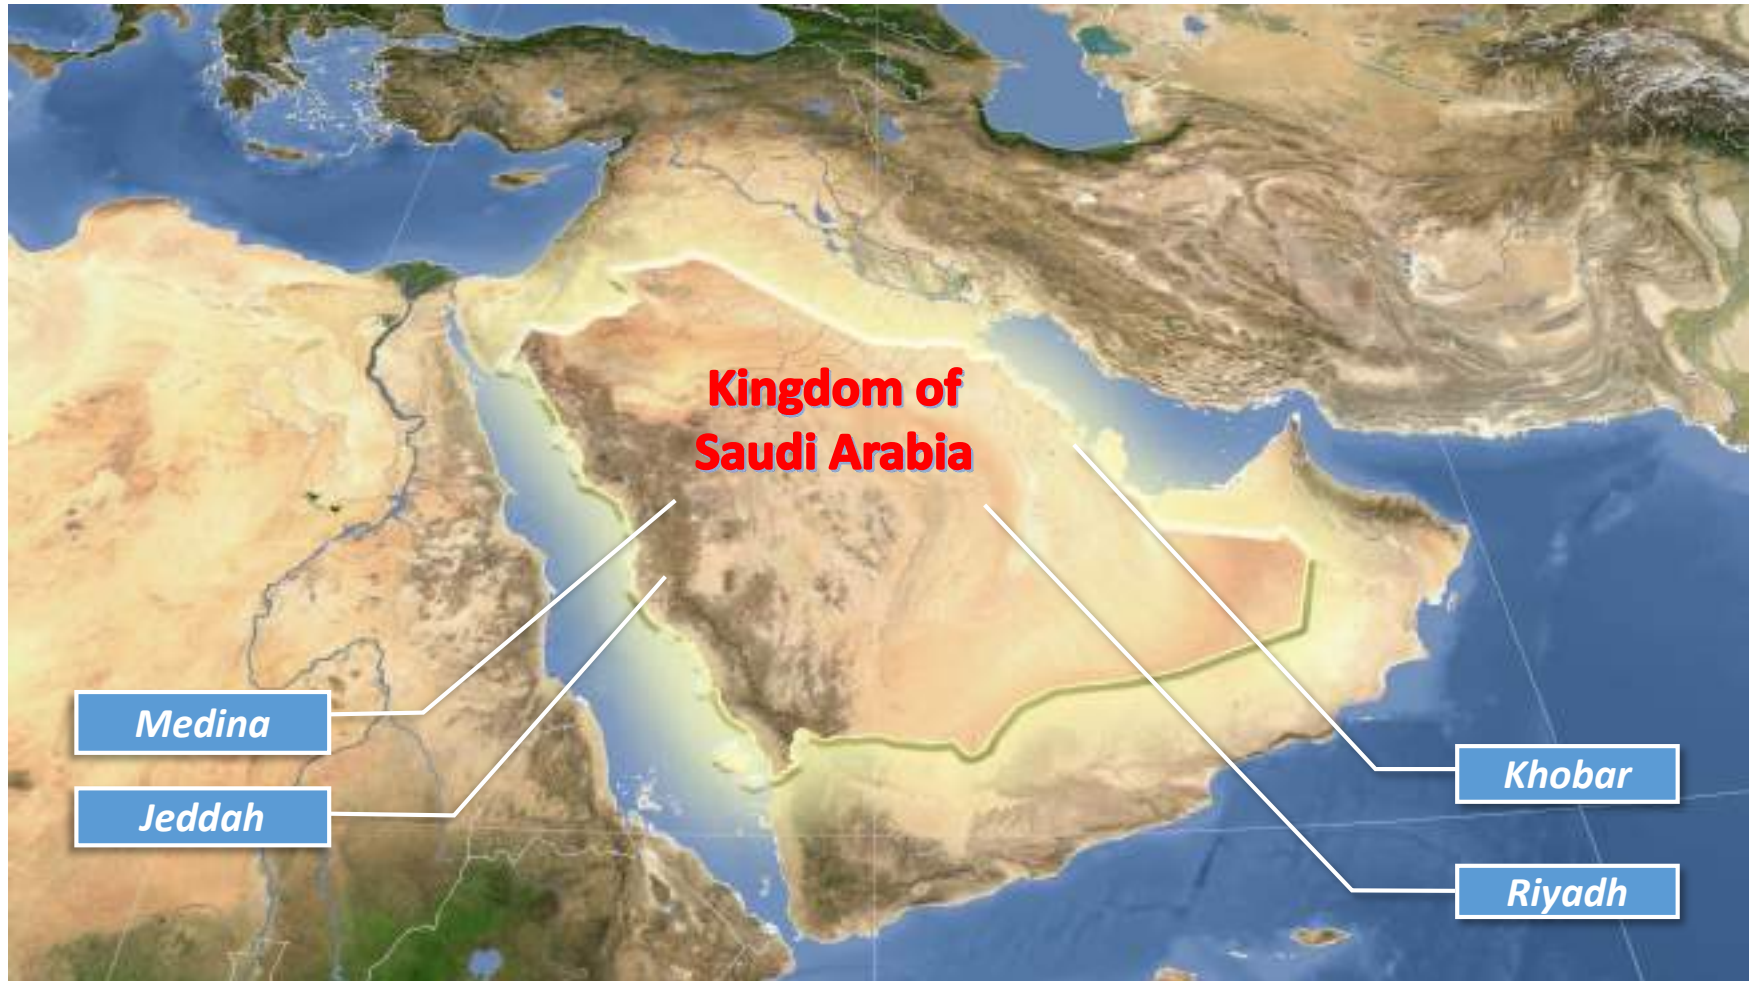 Kingdom of
Saudi Arabia
Medina
Jeddah
Khobar
Riyadh